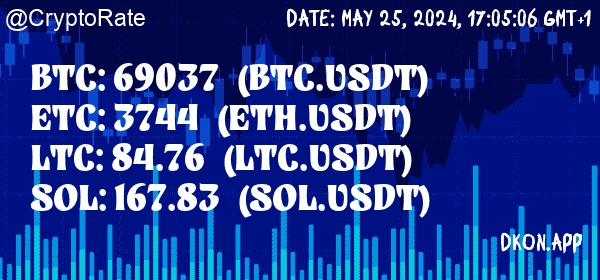 @CryptoRate
DATE: MAY 25, 2024, 17:05:06 GMT+1
BTC: 69037 (BTC.USDT)
ETC: 3744 (ETH.USDT)
LTC: 84.76 (LTC.USDT)
SOL: 167.83 (SOL.USDT)
DKON.APP